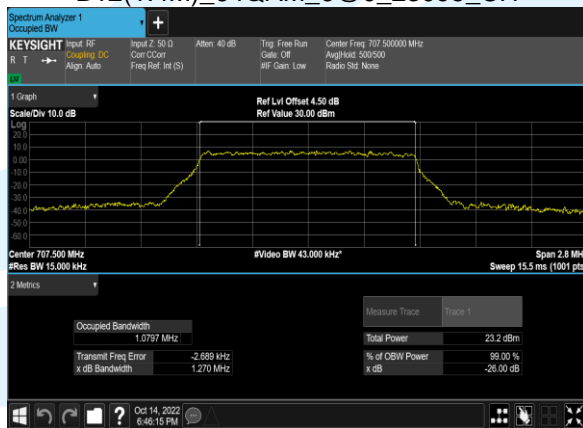 Spectrum Analyzer 1
Occupied BW
+
KEYSIGHT Input: RF Input Z: 50 Ω Atten: 40 dB Trig: Free Run Center Freq: 707.500000 MHz
R T Coupling: DC Corr CCorr Gate: Off Avg|Hold: 500/500
Align: Auto Freq Ref: Int (S) #IF Gain: Low Radio Std: None
1 Graph Ref Lvl Offset 4.50 dB
Scale/Div 10.0 dB Ref Value 30.00 dBm
Log
20.0
10.0
0.00
-10.0
-20.0
-30.0
-40.0
-50.0
-60.0
Center 707.500 MHz #Video BW 43.000 kHz* Span 2.8 MH
#Res BW 15.000 kHz Sweep 15.5 ms (1001 pts
2 Metrics
Measure Trace Trace 1
Occupied Bandwidth
1.0797 MHz Total Power 23.2 dBm
Transmit Freq Error -2.689 kHz % of OBW Power 99.00 %
x dB Bandwidth 1.270 MHz x dB -26.00 dB
? Oct 14, 2022
6:46:15 PM